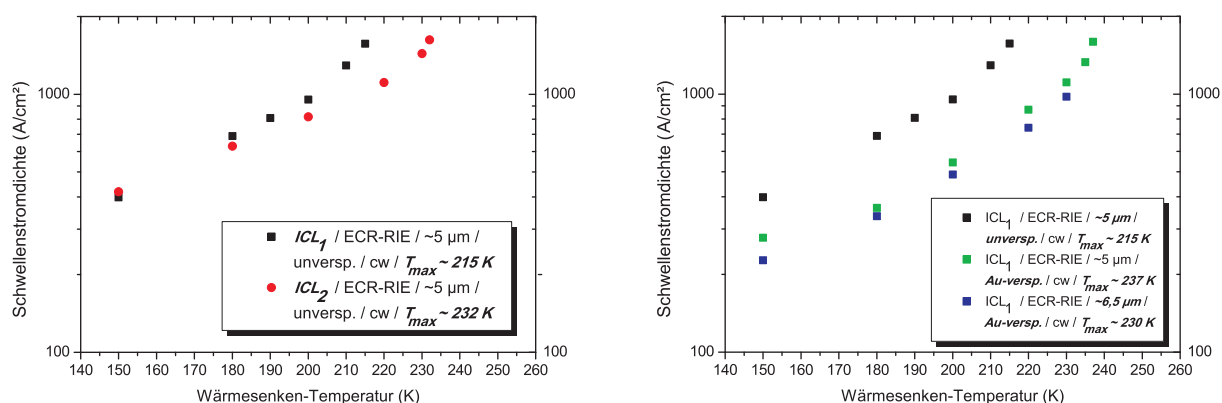 Schwellenstromdichte (A/cm²)
1000
100
1000
100
140 150 160 170 180 190 200 210 220 230 240 250 260
Wärmesenken-Temperatur (K)
ICL1 / ECR-RIE / ~5 µm /
unversp. / cw / Tmax ~ 215 K
ICL2 / ECR-RIE / ~5 µm /
unversp. / cw / Tmax ~ 232 K
Schwellenstromdichte (A/cm²)
1000
100
1000
100
140 150 160 170 180 190 200 210 220 230 240 250 260
Wärmesenken-Temperatur (K)
ICL1 / ECR-RIE / ~5 µm /
unversp. / cw / Tmax ~ 215 K
ICL1 / ECR-RIE / ~5 µm /
Au-versp. / cw / Tmax ~ 237 K
ICL1 / ECR-RIE / ~6,5 µm /
Au-versp. / cw / Tmax ~ 230 K